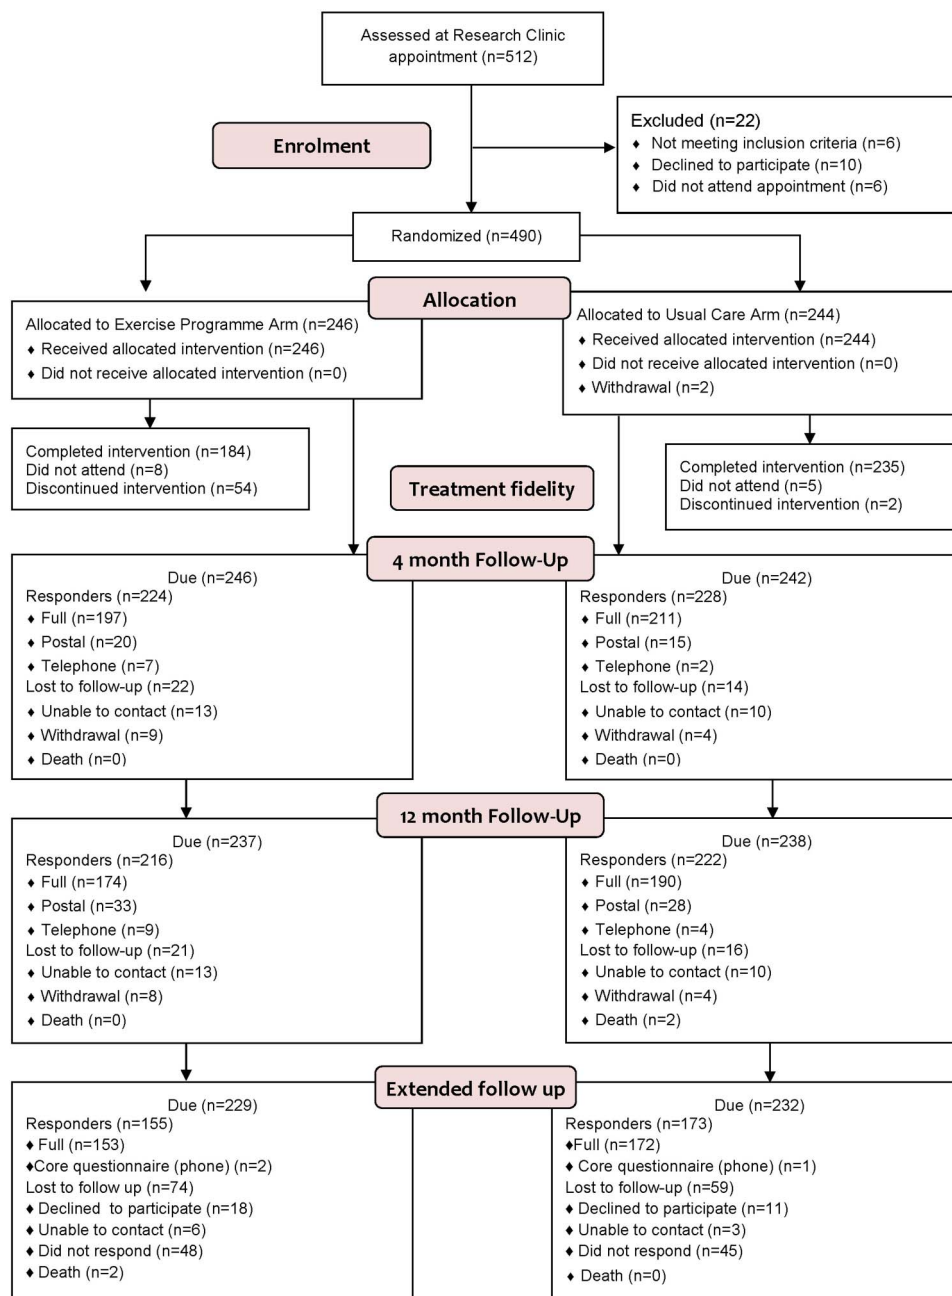 Assessed at Research Clinic
appointment (n=512)
Enrolment
Excluded (n=22)
♦ Not meeting inclusion criteria (n=6)
♦ Declined to participate (n=10)
♦ Did not attend appointment (n=6)
Randomized (n=490)
Allocation
Allocated to Exercise Programme Arm (n=246)
♦ Received allocated intervention (n=246)
♦ Did not receive allocated intervention (n=0)
Allocated to Usual Care Arm (n=244)
♦ Received allocated intervention (n=244)
♦ Did not receive allocated intervention (n=0)
♦ Withdrawal (n=2)
Completed intervention (n=184)
Did not attend (n=8)
Discontinued intervention (n=54)
Treatment fidelity
Completed intervention (n=235)
Did not attend (n=5)
Discontinued intervention (n=2)
4 month Follow-Up
Due (n=246)
Responders (n=224)
♦ Full (n=197)
♦ Postal (n=20)
♦ Telephone (n=7)
Lost to follow-up (n=22)
♦ Unable to contact (n=13)
♦ Withdrawal (n=9)
♦ Death (n=0)
Due (n=242)
Responders (n=228)
♦ Full (n=211)
♦ Postal (n=15)
♦ Telephone (n=2)
Lost to follow-up (n=14)
♦ Unable to contact (n=10)
♦ Withdrawal (n=4)
♦ Death (n=0)
12 month Follow-Up
Due (n=237)
Responders (n=216)
♦ Full (n=174)
♦ Postal (n=33)
♦ Telephone (n=9)
Lost to follow-up (n=21)
♦ Unable to contact (n=13)
♦ Withdrawal (n=8)
♦ Death (n=0)
Due (n=238)
Responders (n=222)
♦ Full (n=190)
♦ Postal (n=28)
♦ Telephone (n=4)
Lost to follow-up (n=16)
♦ Unable to contact (n=10)
♦ Withdrawal (n=4)
♦ Death (n=2)
Extended follow up
Due (n=229)
Responders (n=155)
♦ Full (n=153)
♦Core questionnaire (phone) (n=2)
Lost to follow up (n=74)
♦ Declined to participate (n=18)
♦ Unable to contact (n=6)
♦ Did not respond (n=48)
♦ Death (n=2)
Due (n=232)
Responders (n=173)
♦Full (n=172)
♦ Core questionnaire (phone) (n=1)
Lost to follow-up (n=59)
♦ Declined to participate (n=11)
♦ Unable to contact (n=3)
♦ Did not respond (n=45)
♦ Death (n=0)